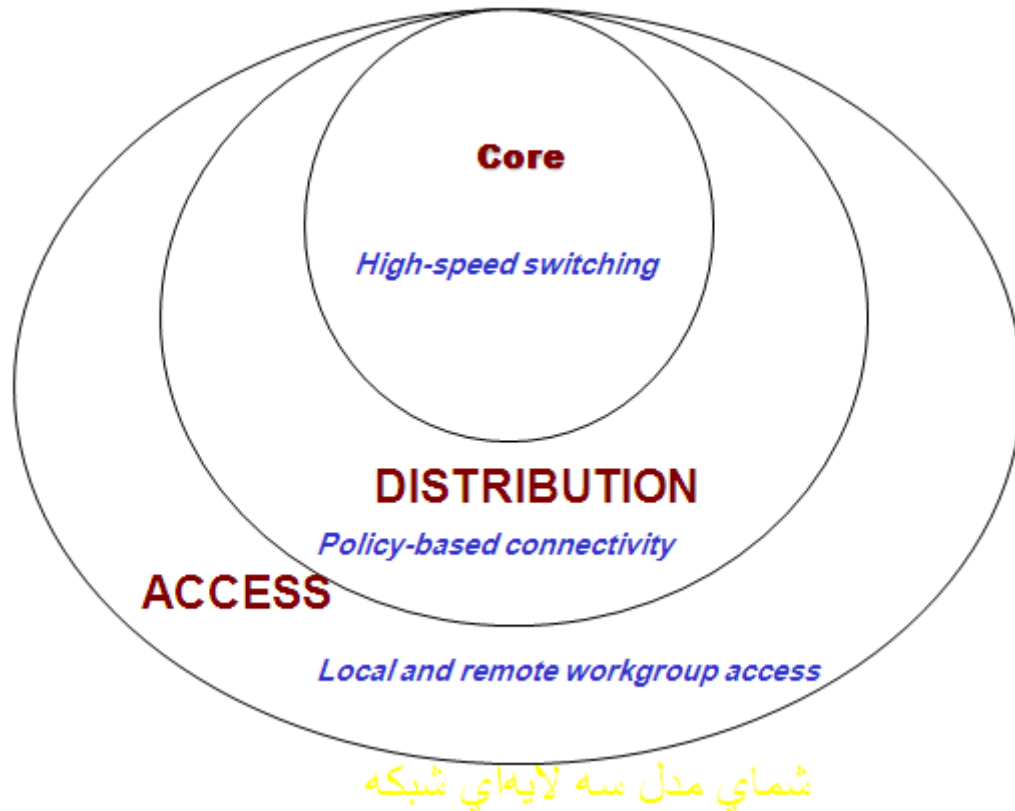 Core
High-speed switching
DISTRIBUTION
Policy-based connectivity
ACCESS
Local and remote workgroup access
شماي مدل سه لايه‌اي شبكه